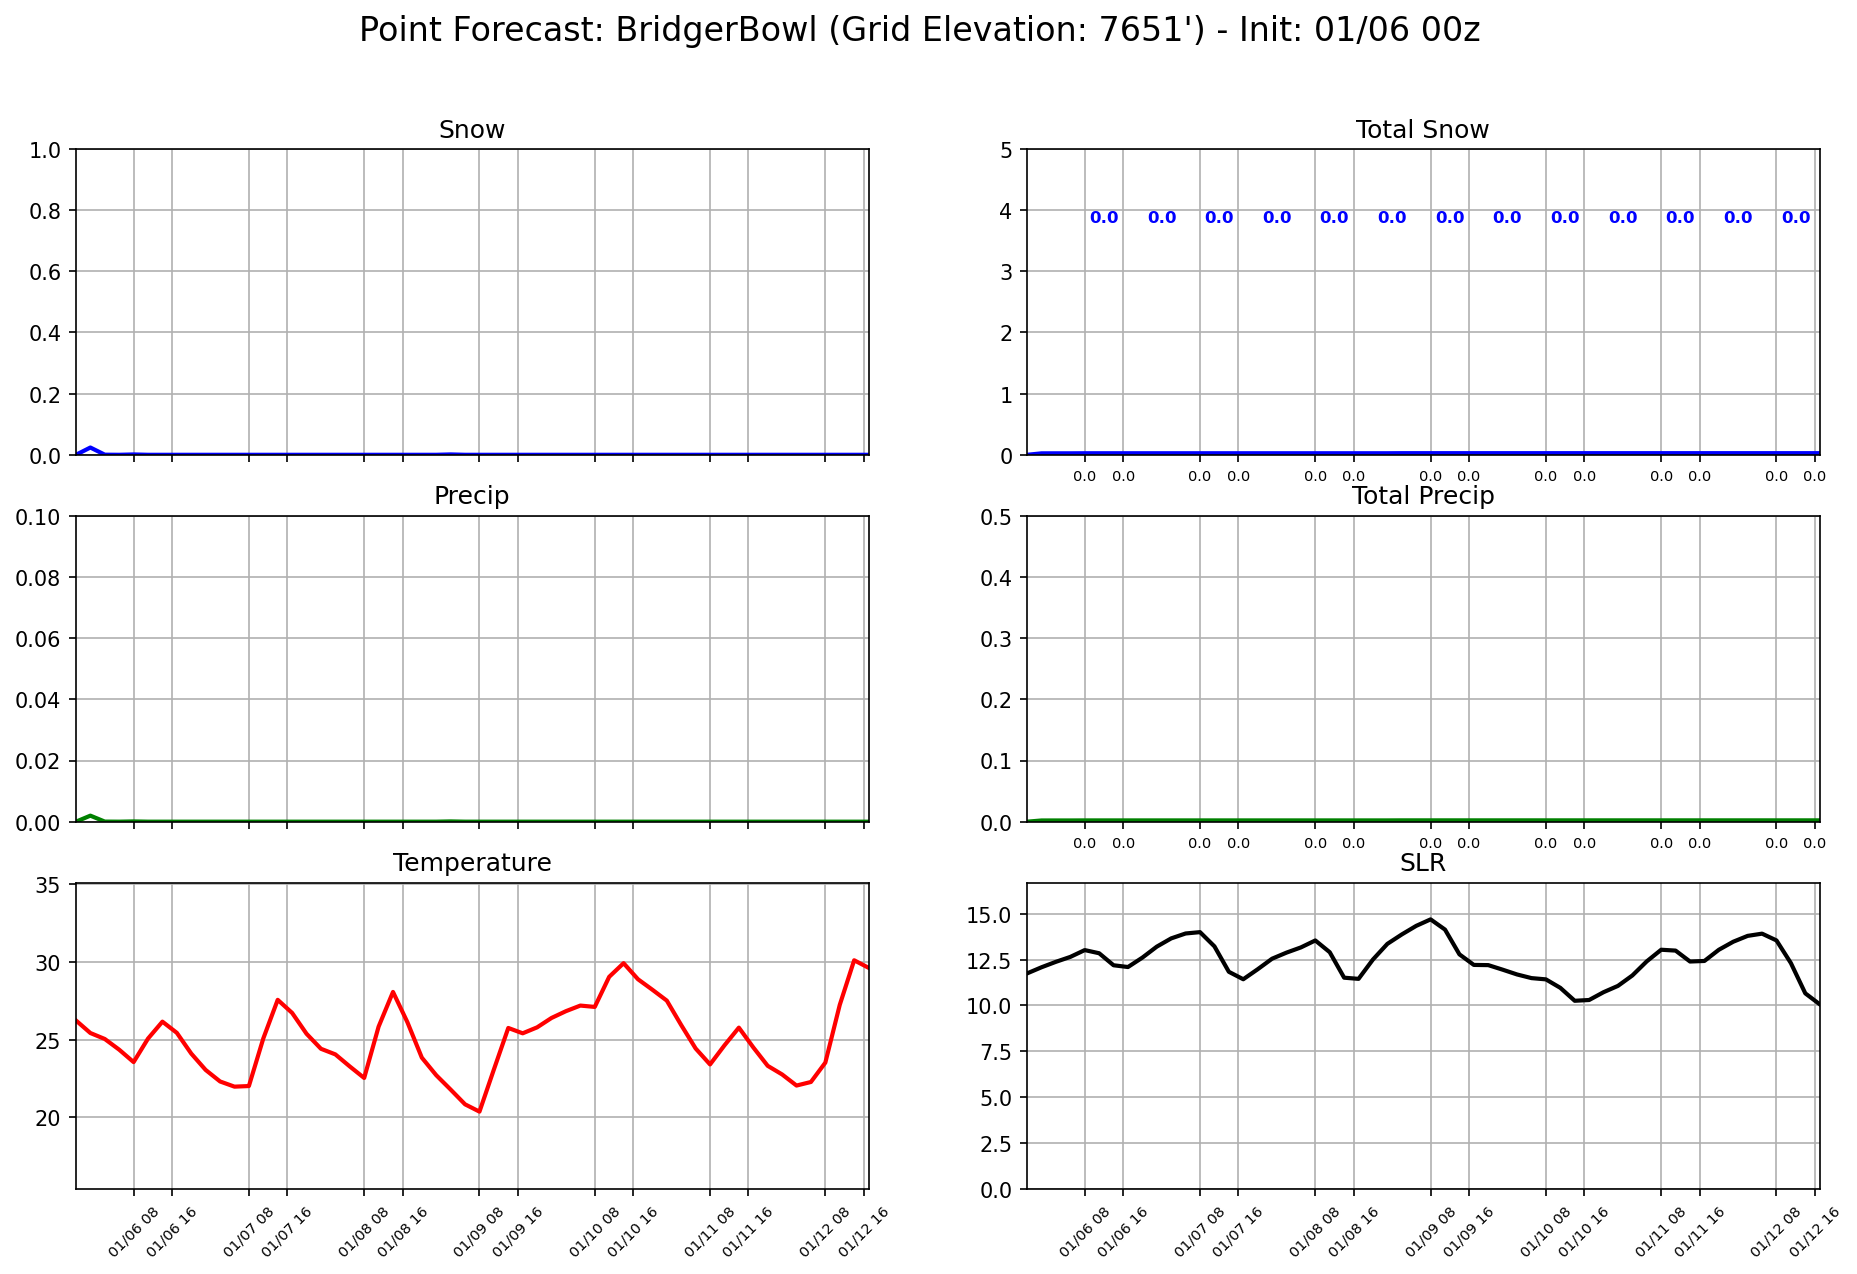 Point Forecast: BridgerBowl (Grid Elevation: 7651') - Init: 01/06 00z
Snow
1.0
0.8
0.6
0.4
0.2
0.0
Total Snow
5
4
3
2
1
0
0.0 0.0 0.0 0.0 0.0 0.0 0.0 0.0 0.0 0.0 0.0 0.0 0.0
0.0 0.0 0.0 0.0 0.0 0.0 0.0 0.0 0.0 0.0 0.0 0.0 0.0 0.0
Precip
0.10
0.08
0.06
0.04
0.02
0.00
Total Precip
0.5
0.4
0.3
0.2
0.1
0.0
0.0 0.0 0.0 0.0 0.0 0.0 0.0 0.0 0.0 0.0 0.0 0.0 0.0 0.0
Temperature
35
30
25
20
01/06 08 01/06 16 01/07 08 01/07 16 01/08 08 01/08 16 01/09 08 01/09 16 01/10 08 01/10 16 01/11 08 01/11 16 01/12 08 01/12 16
SLR
15.0
12.5
10.0
7.5
5.0
2.5
0.0
01/06 08 01/06 16 01/07 08 01/07 16 01/08 08 01/08 16 01/09 08 01/09 16 01/10 08 01/10 16 01/11 08 01/11 16 01/12 08 01/12 16